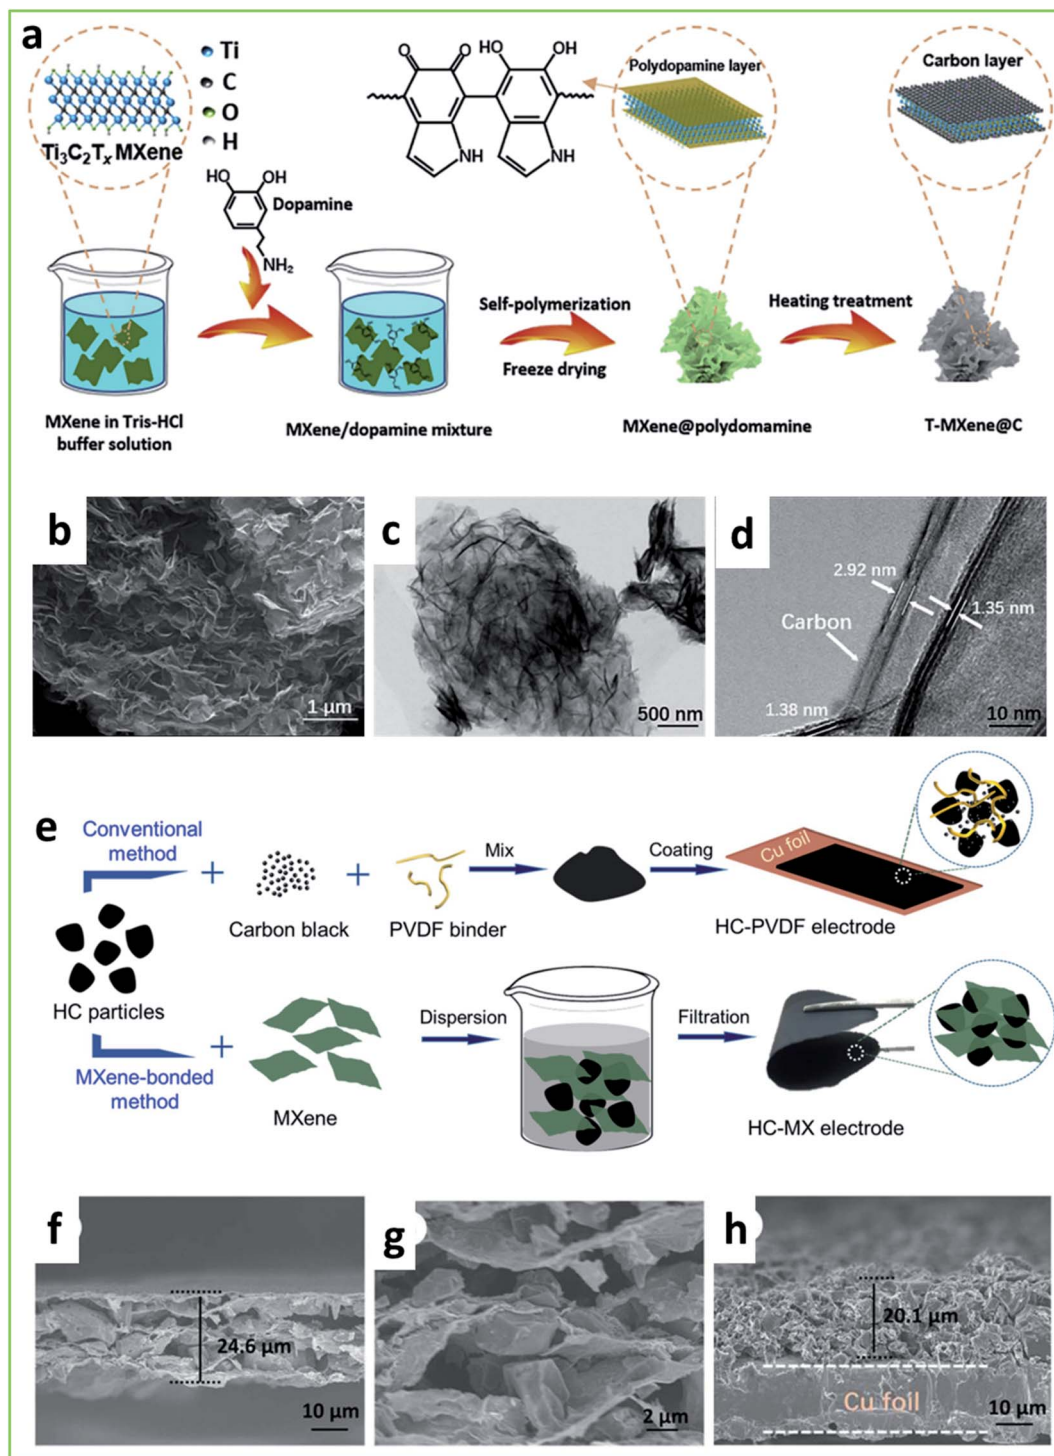 a
Ti
C
O
H
Ti₃C₂Tₓ MXene
HO
OH
Dopamine
NH₂
O
O
HO
OH
NH
NH
Polydopamine layer
Carbon layer
Self-polymerization
Freeze drying
Heating treatment
MXene in Tris-HCl
buffer solution
MXene/dopamine mixture
MXene@polydomamine
T-MXene@C
b
1 µm
c
500 nm
d
2.92 nm
1.35 nm
Carbon
1.38 nm
10 nm
e
Conventional
method
+
+
Mix
Coating
Cu foil
Carbon black
PVDF binder
HC-PVDF electrode
HC particles
MXene-bonded
method
+
MXene
Dispersion
Filtration
HC-MX electrode
f
24.6 µm
10 µm
g
2 µm
h
20.1 µm
Cu foil
10 µm